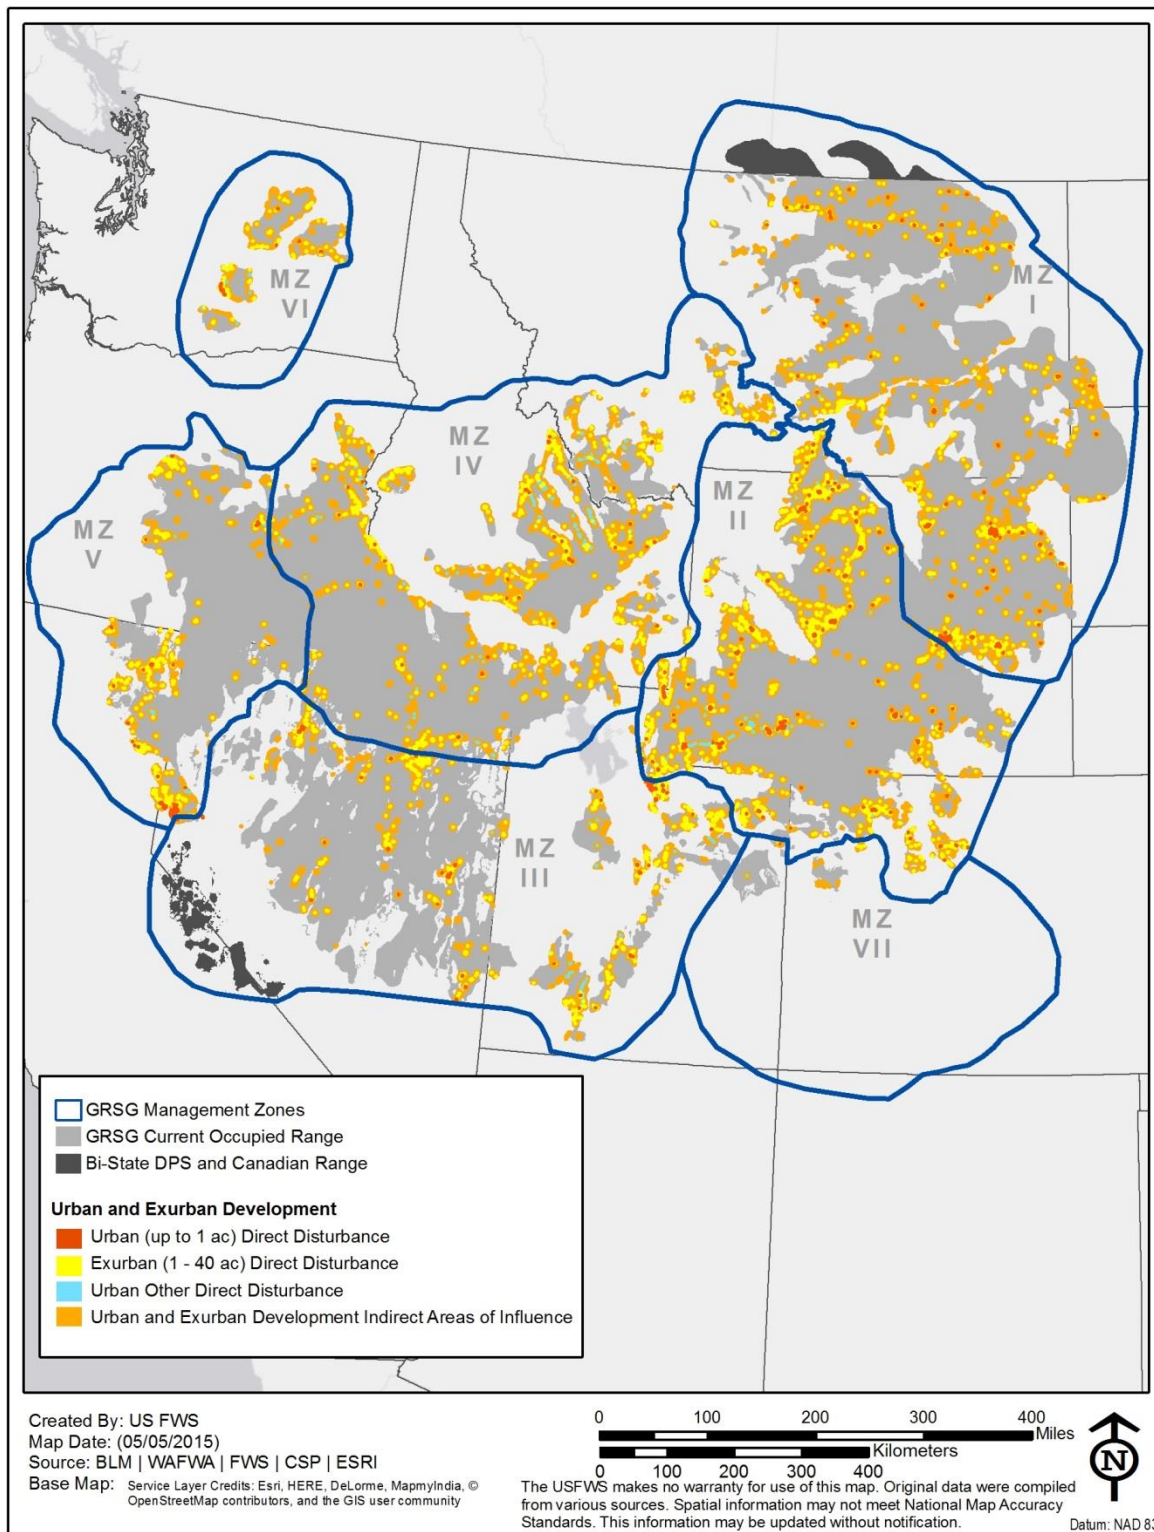 MZ
VI
MZ
I
MZ
IV
MZ
II
MZ
V
MZ
III
MZ
VII
GRSG Management Zones
GRSG Current Occupied Range
Bi-State DPS and Canadian Range
Urban and Exurban Development
Urban (up to 1 ac) Direct Disturbance
Exurban (1 - 40 ac) Direct Disturbance
Urban Other Direct Disturbance
Urban and Exurban Development Indirect Areas of Influence
Created By: US FWS
Map Date: (05/05/2015)
Source: BLM | WAFWA | FWS | CSP | ESRI
Base Map: Service Layer Credits: Esri, HERE, DeLorme, MapmyIndia, ©
OpenStreetMap contributors, and the GIS user community
0 100 200 300 400
Miles
Kilometers
0 100 200 300 400
The USFWS makes no warranty for use of this map. Original data were compiled
from various sources. Spatial information may not meet National Map Accuracy
Standards. This information may be updated without notification.
N
Datum: NAD 83